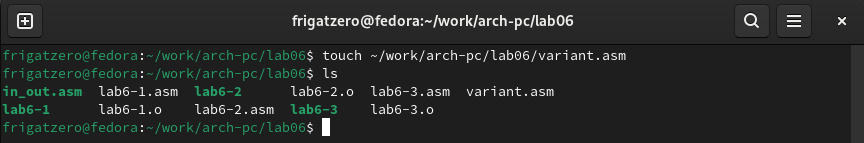 frigatzero@fedora:~/work/arch-pc/lab06
frigatzero@fedora:~/work/arch-pc/lab06$ touch ~/work/arch-pc/lab06/variant.asm
frigatzero@fedora:~/work/arch-pc/lab06$ ls
in_out.asm  lab6-1.asm  lab6-2      lab6-2.o  lab6-3.asm  variant.asm
lab6-1      lab6-1.o    lab6-2.asm  lab6-3    lab6-3.o
frigatzero@fedora:~/work/arch-pc/lab06$